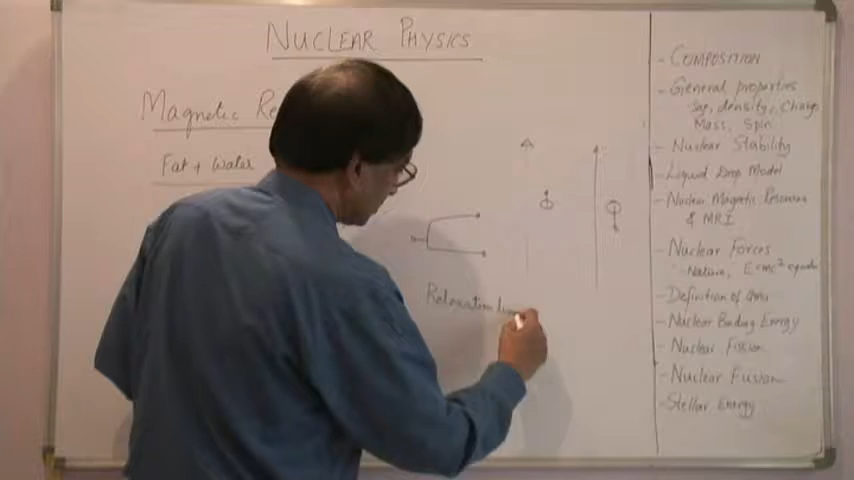 NUCLEAR PHYSICS
Magnetic Re
Fat + Water
Relaxation
- COMPOSITION
- General properties
Size, density, Charge
Mass, Spin
- Nuclear Stability
- Liquid Drop Model
- Nuclear Magnetic Resonance
& MRI
- Nuclear Forces
Nature, E=mc²
- Definition of
- Nuclear Binding Energy
- Nuclear Fission
- Nuclear Fusion
- Stellar Energy